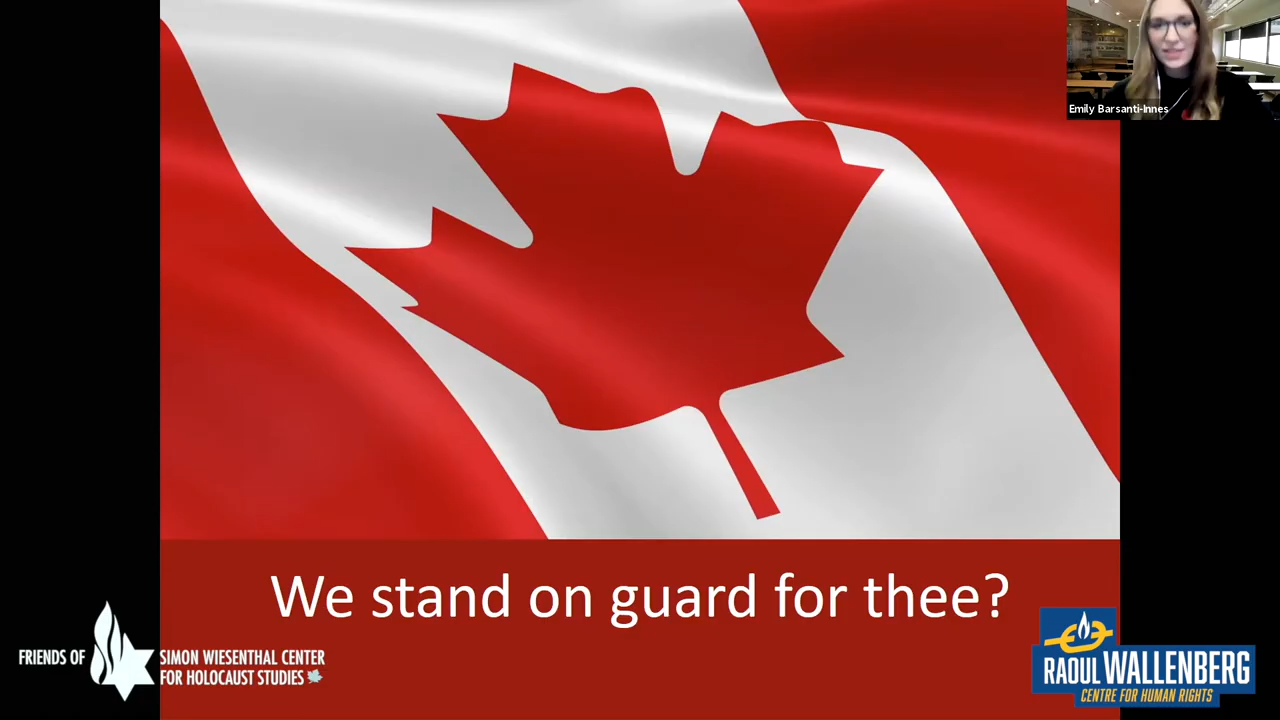 Emily Barsanti-Innes
We stand on guard for thee?
FRIENDS OF
SIMON WIESENTHAL CENTER
FOR HOLOCAUST STUDIES
RAOUL WALLENBERG
CENTRE FOR HUMAN RIGHTS